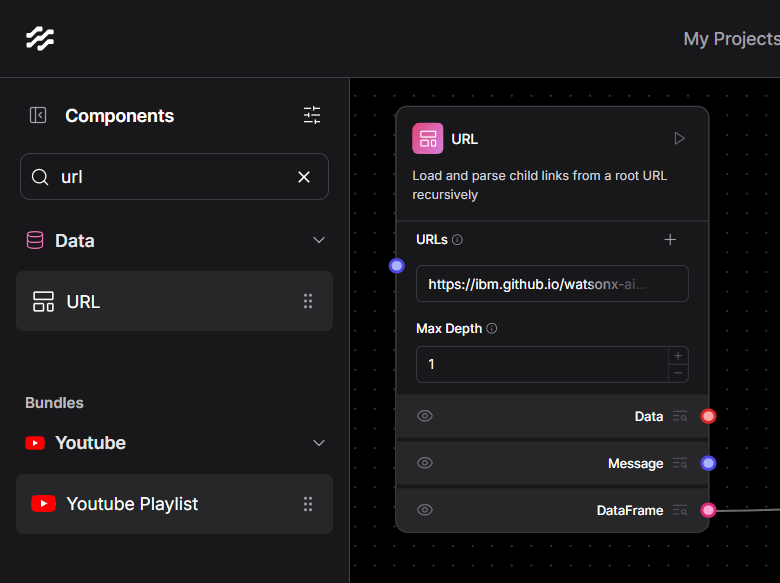 My Projects
Components
url
Data
URL
Bundles
Youtube
Youtube Playlist
URL
Load and parse child links from a root URL
recursively
URLs
https://ibm.github.io/watsonx-ai...
Max Depth
1
Data
Message
DataFrame